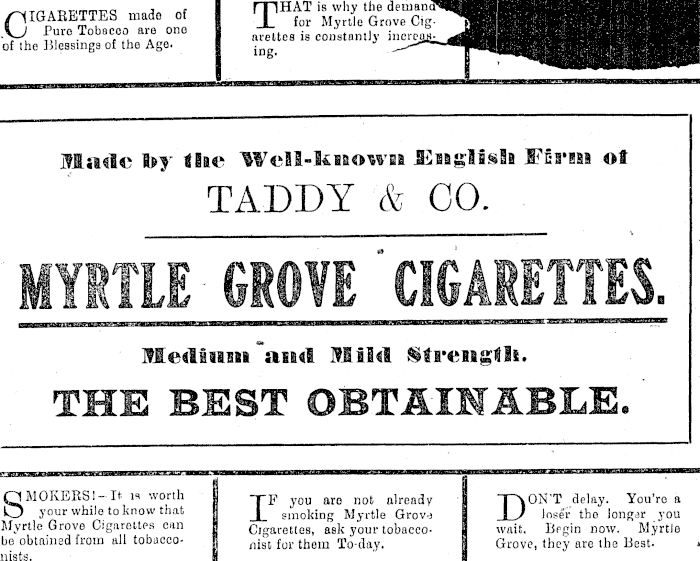 CIGARETTES made of
Pure Tobacco are one
of the Blessings of the Age.
THAT is why the demand
for Myrtle Grove Cig-
arettes is constantly increas-
ing.
Made by the Well-known English Firm of
TADDY & CO.
MYRTLE GROVE CIGARETTES.
Medium and Mild Strength.
THE BEST OBTAINABLE.
SMOKERS!—It is worth
your while to know that
Myrtle Grove Cigarettes can
be obtained from all tobacco-
nists.
IF you are not already
smoking Myrtle Grove
Cigarettes, ask your tobacco-
nist for them To-day.
DON'T delay. You're a
loser the longer you
wait. Begin now. Myrtle
Grove, they are the Best.